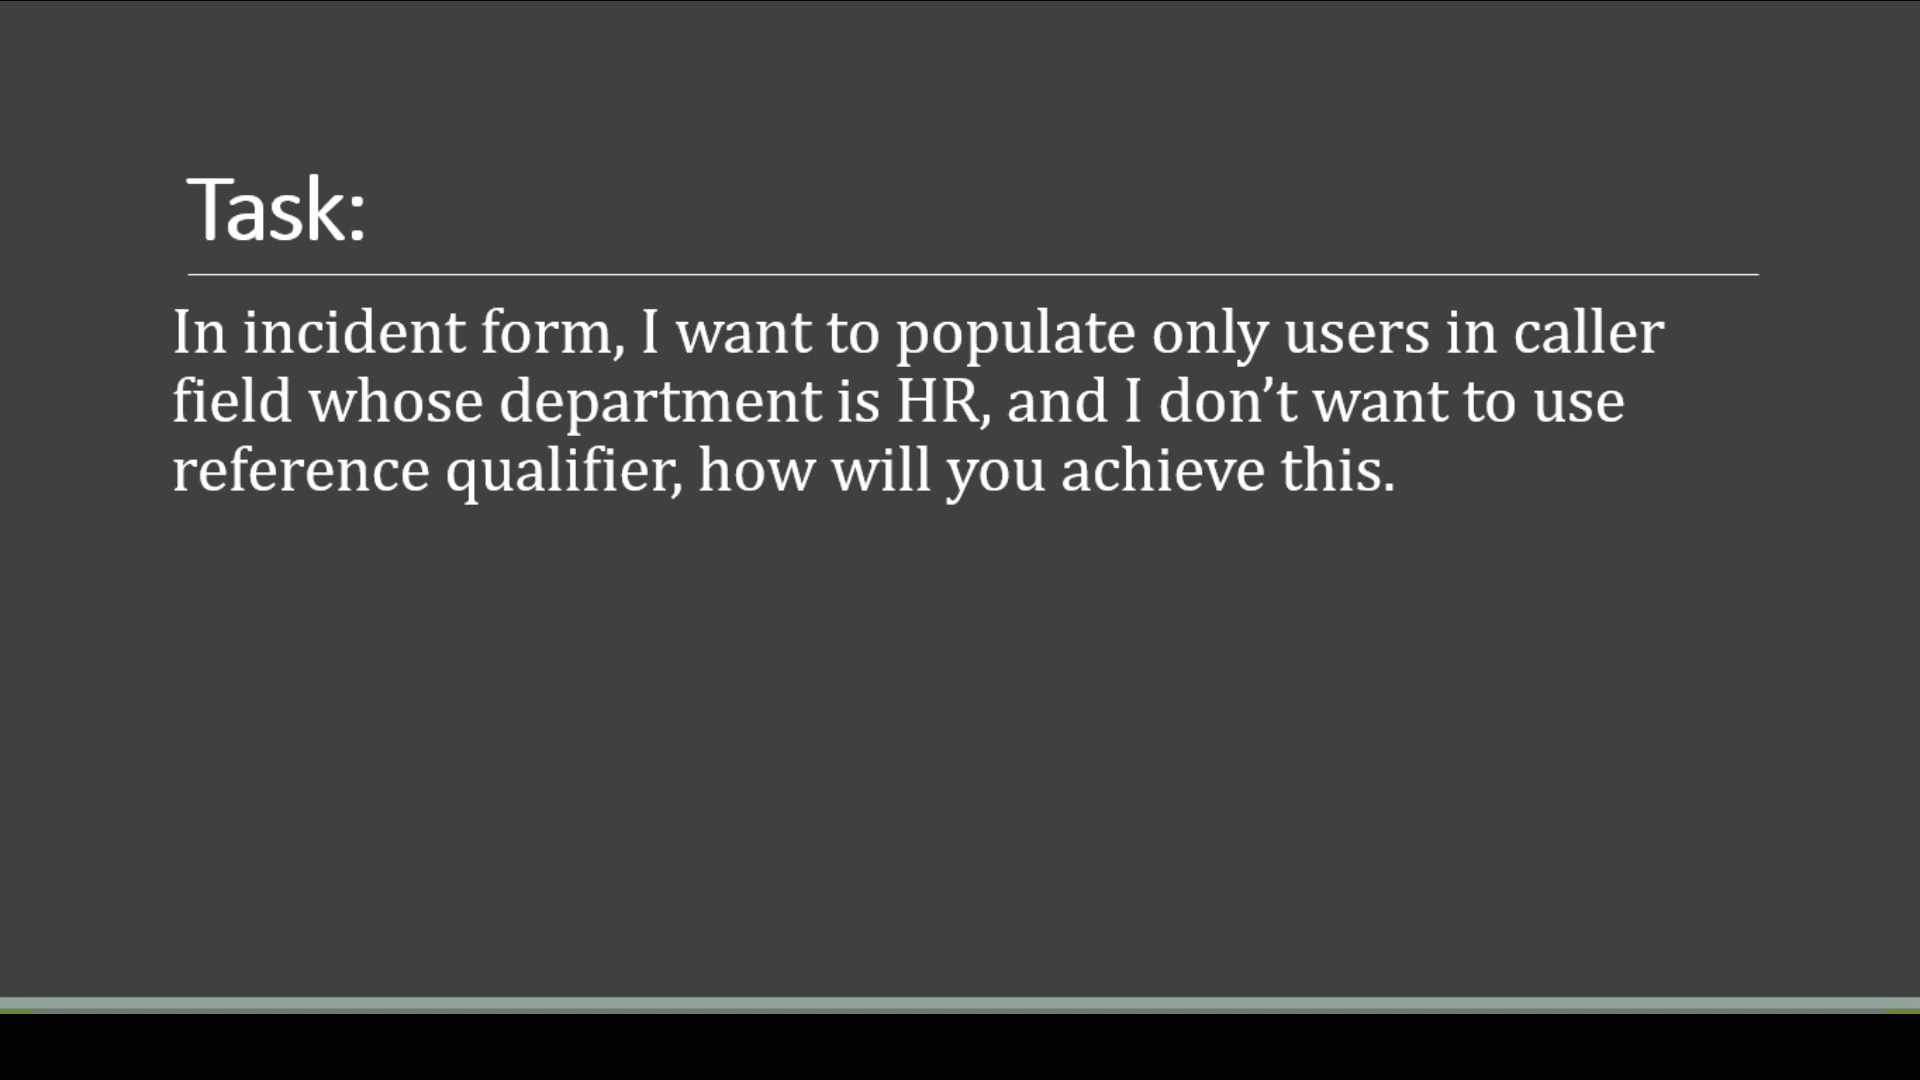 Task:
In incident form, I want to populate only users in caller
field whose department is HR, and I don’t want to use
reference qualifier, how will you achieve this.